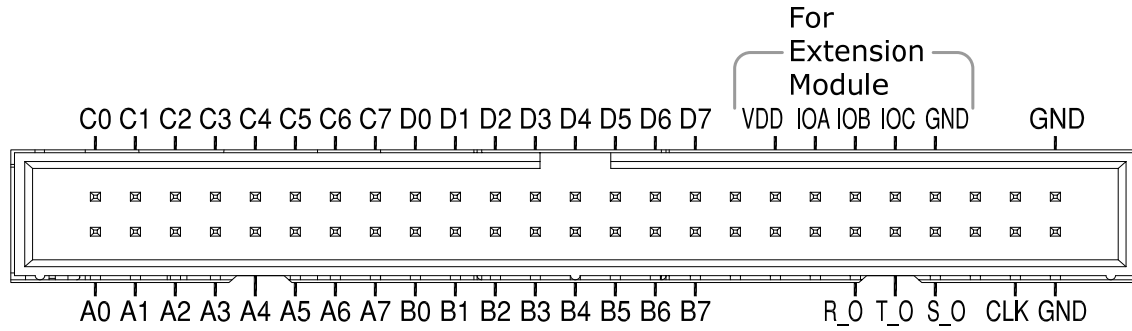 For
Extension
Module
C0 C1 C2 C3 C4 C5 C6 C7 D0 D1 D2 D3 D4 D5 D6 D7 VDD IOA IOB IOC GND GND
A0 A1 A2 A3 A4 A5 A6 A7 B0 B1 B2 B3 B4 B5 B6 B7 R_O T_O S_O CLK GND